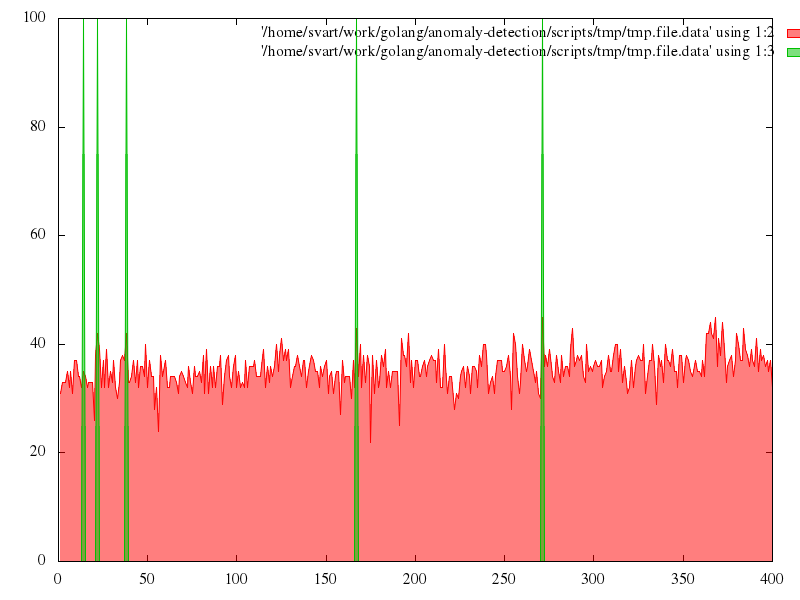 '/home/svart/work/golang/anomaly-detection/scripts/tmp/tmp.file.data' using 1:2
'/home/svart/work/golang/anomaly-detection/scripts/tmp/tmp.file.data' using 1:3
100
80
60
40
20
0
0 50 100 150 200 250 300 350 400